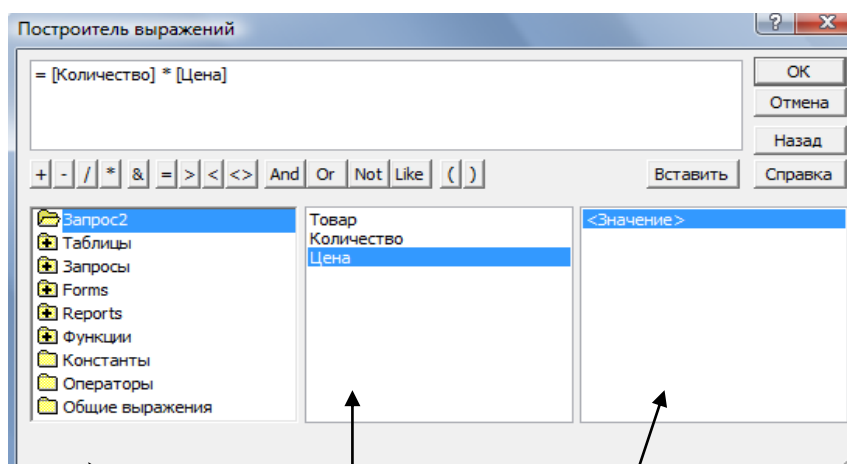 Построитель выражений
? X
= [Количество] * [Цена]
OK
Отмена
Назад
+ - / * & = > < <> And Or Not Like ( ) Вставить Справка
Запрос2
Таблицы
Запросы
Forms
Reports
Функции
Константы
Операторы
Общие выражения
Товар
Количество
Цена
<Значение>